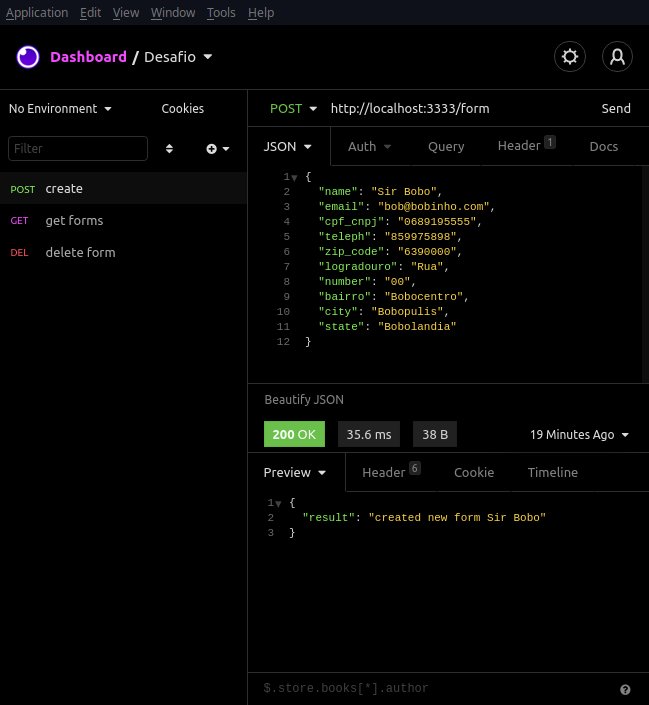 Application Edit View Window Tools Help
Dashboard / Desafio
No Environment Cookies POST http://localhost:3333/form Send
Filter
JSON Auth Query Header 1 Docs
POST create
GET get forms
DEL delete form
1 {
2 "name": "Sir Bobo",
3 "email": "bob@bobinho.com",
4 "cpf_cnpj": "0689195555",
5 "teleph": "859975898",
6 "zip_code": "6390000",
7 "logradouro": "Rua",
8 "number": "00",
9 "bairro": "Bobocentro",
10 "city": "Bobopulis",
11 "state": "Bobolandia"
12 }
Beautify JSON
200 OK 35.6 ms 38 B 19 Minutes Ago
Preview Header 6 Cookie Timeline
1 {
2 "result": "created new form Sir Bobo"
3 }
$.store.books[*].author ?